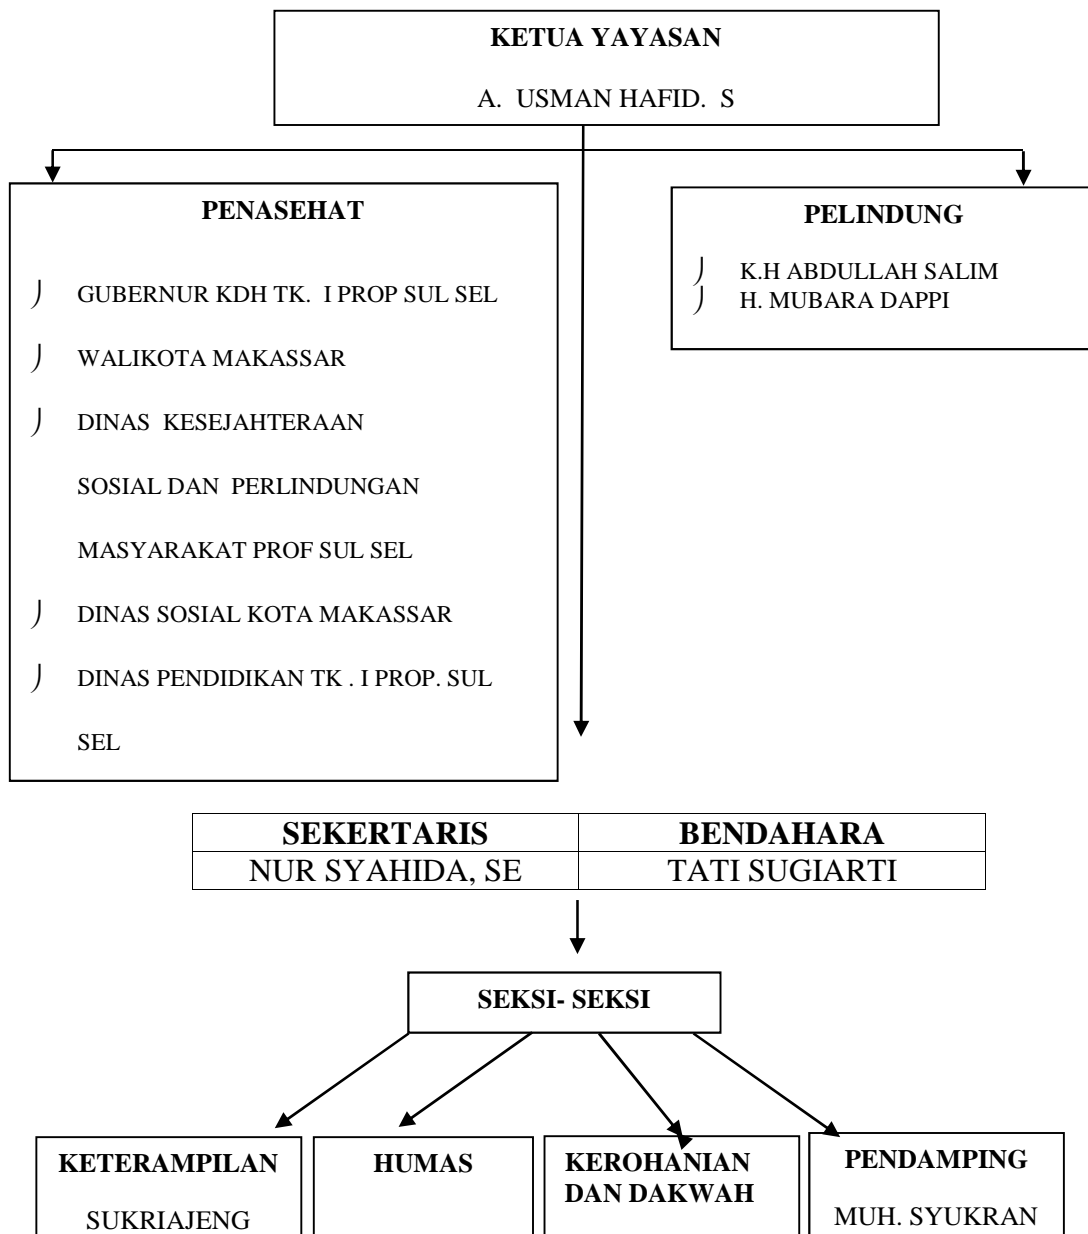 KETUA YAYASAN
A. USMAN HAFID. S
PENASEHAT
GUBERNUR KDH TK. I PROP SUL SEL
WALIKOTA MAKASSAR
DINAS KESEJAHTERAAN
SOSIAL DAN PERLINDUNGAN
MASYARAKAT PROF SUL SEL
DINAS SOSIAL KOTA MAKASSAR
DINAS PENDIDIKAN TK . I PROP. SUL
SEL
PELINDUNG
K.H ABDULLAH SALIM
H. MUBARA DAPPI
SEKERTARIS
BENDAHARA
NUR SYAHIDA, SE
TATI SUGIARTI
SEKSI- SEKSI
KETERAMPILAN
SUKRIAJENG
HUMAS
KEROHANIAN
DAN DAKWAH
PENDAMPING
MUH. SYUKRAN